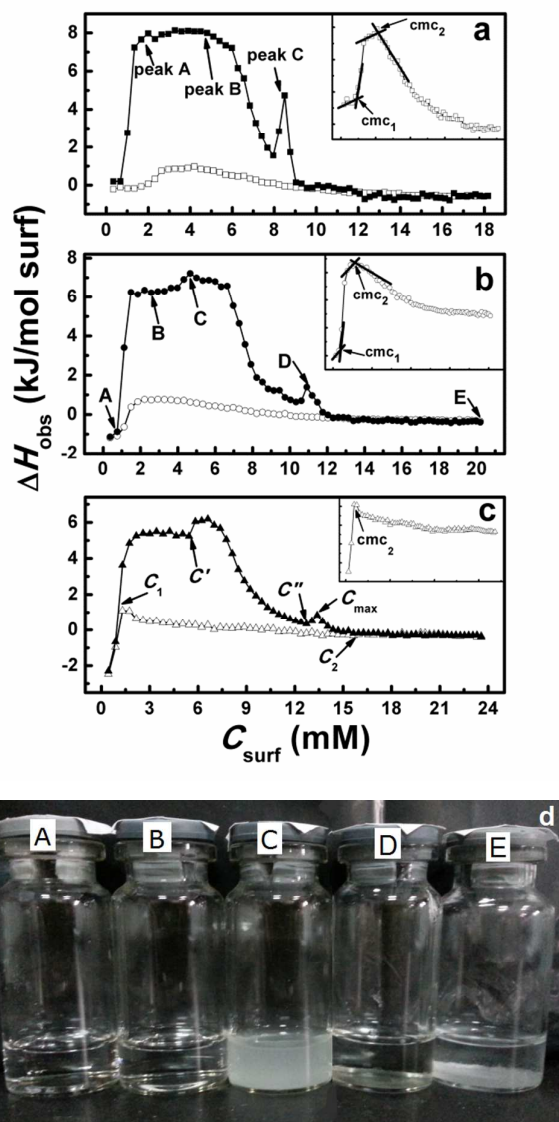 a
8
6
4
2
0
peak A
peak B
peak C
cmc2
cmc1
0 2 4 6 8 10 12 14 16 18
b
8
6
4
2
0
-2
A
B
C
D
E
cmc2
cmc1
0 2 4 6 8 10 12 14 16 18 20
c
6
4
2
0
-2
C1
C'
C"
Cmax
C2
cmc2
0 3 6 9 12 15 18 21 24
ΔHobs (kJ/mol surf)
Csurf (mM)
d
A B C D E